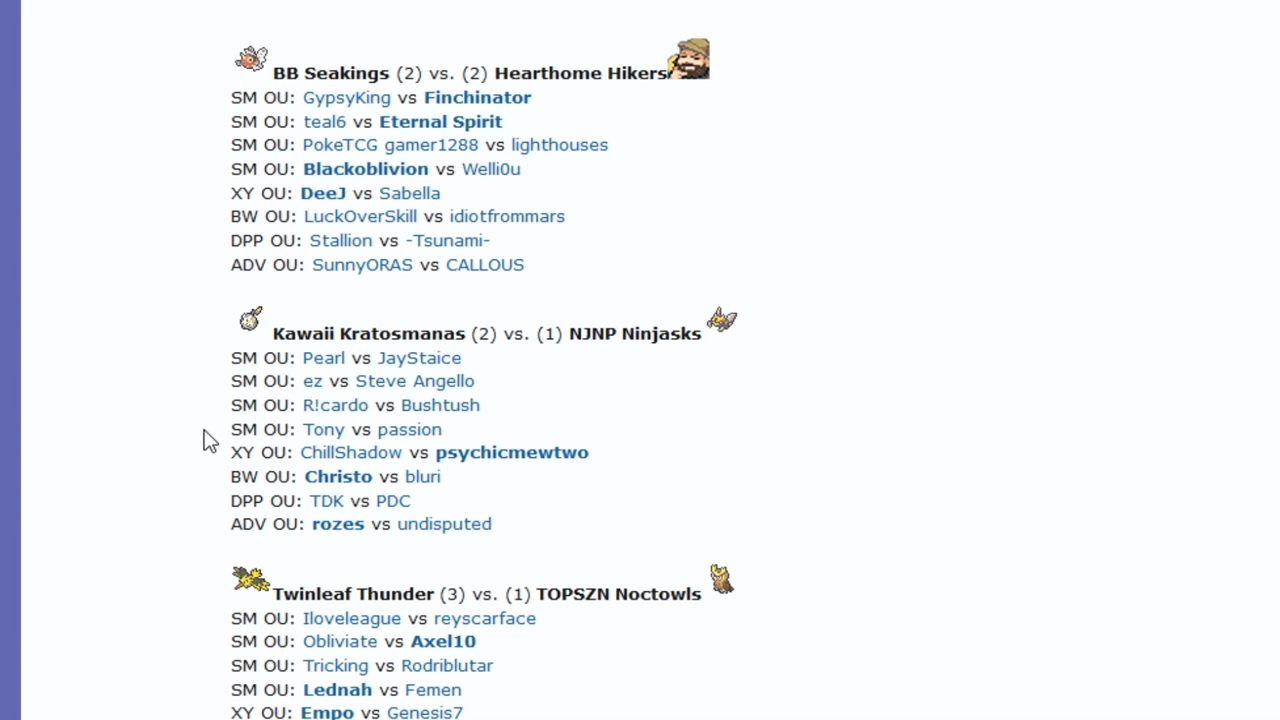 BB Seakings (2) vs. (2) Hearthome Hikers
SM OU: GypsyKing vs Finchinator
SM OU: teal6 vs Eternal Spirit
SM OU: PokeTCG gamer1288 vs lighthouses
SM OU: Blackoblivion vs Welli0u
XY OU: DeeJ vs Sabella
BW OU: LuckOverSkill vs idiotfrommars
DPP OU: Stallion vs -Tsunami-
ADV OU: SunnyORAS vs CALLOUS
Kawaii Kratosmanas (2) vs. (1) NJNP Ninjasks
SM OU: Pearl vs JayStaice
SM OU: ez vs Steve Angello
SM OU: R!cardo vs Bushtush
SM OU: Tony vs passion
XY OU: ChillShadow vs psychicmewtwo
BW OU: Christo vs bluri
DPP OU: TDK vs PDC
ADV OU: rozes vs undisputed
Twinleaf Thunder (3) vs. (1) TOPSZN Noctowls
SM OU: Iloveleague vs reyscarface
SM OU: Obliviate vs Axel10
SM OU: Tricking vs Rodriblutar
SM OU: Lednah vs Femen
XY OU: Empo vs Genesis7